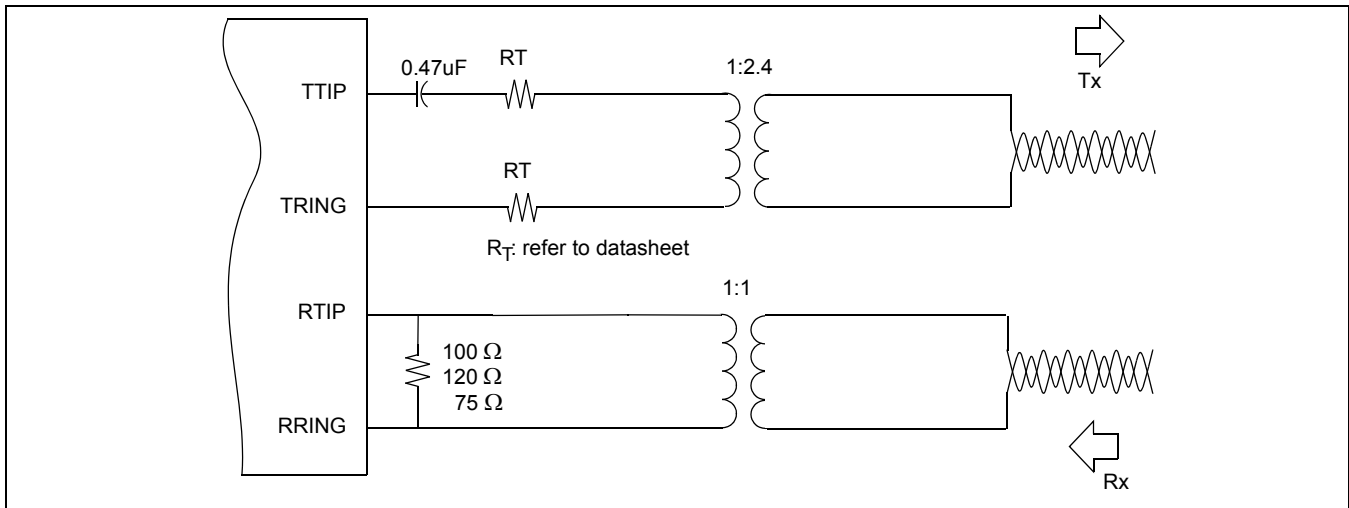 0.47uF
RT
1:2.4
Tx
TTIP
RT
TRING
RT: refer to datasheet
1:1
RTIP
100 Ω
120 Ω
75 Ω
RRING
Rx